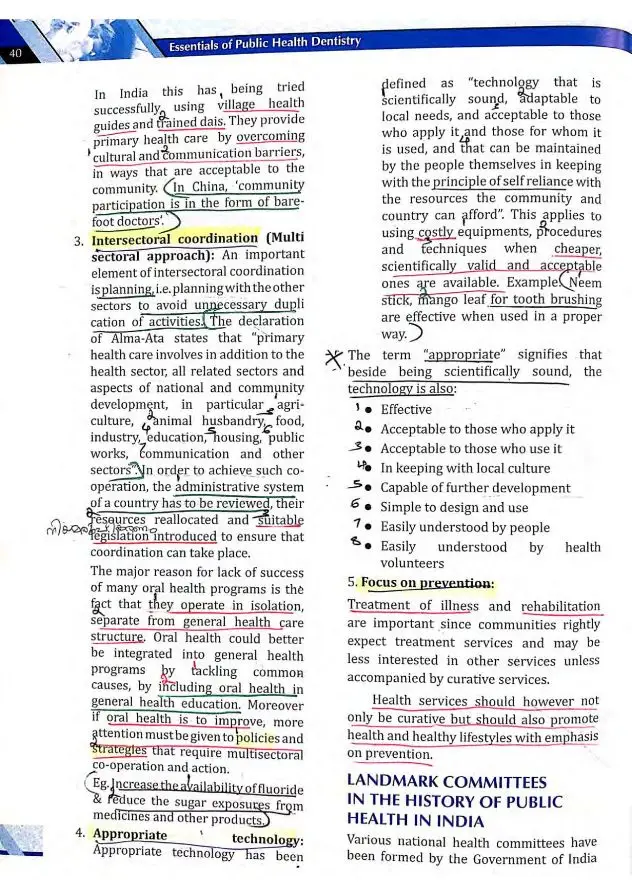 40
Essentials of Public Health Dentistry
In India this has being tried
successfully using village health
guides and trained dais. They provide
primary health care by overcoming
cultural and communication barriers,
in ways that are acceptable to the
community. In China, ‘community
participation is in the form of bare-
foot doctors’.
3. Intersectoral coordination (Multi
sectoral approach): An important
element of intersectoral coordination
is planning, i.e. planning with the other
sectors to avoid unnecessary dupli
cation of activities. The declaration
of Alma-Ata states that “primary
health care involves in addition to the
health sector, all related sectors and
aspects of national and community
development, in particular agri-
culture, animal husbandry, food,
industry, education, housing, public
works, communication and other
sectors”. In order to achieve such co-
operation, the administrative system
of a country has to be reviewed, their
resources reallocated and suitable
legislation introduced to ensure that
coordination can take place.
The major reason for lack of success
of many oral health programs is the
fact that they operate in isolation,
separate from general health care
structure. Oral health could better
be integrated into general health
programs by tackling common
causes, by including oral health in
general health education. Moreover
if oral health is to improve, more
attention must be given to policies and
strategies that require multisectoral
co-operation and action.
Eg. Increase the availability of fluoride
& reduce the sugar exposures from
medicines and other products.
4. Appropriate technology:
Appropriate technology has been
defined as “technology that is
scientifically sound, adaptable to
local needs, and acceptable to those
who apply it and those for whom it
is used, and that can be maintained
by the people themselves in keeping
with the principle of self reliance with
the resources the community and
country can afford”. This applies to
using costly equipments, procedures
and techniques when cheaper,
scientifically valid and acceptable
ones are available. Example: Neem
stick, mango leaf for tooth brushing
are effective when used in a proper
way.
The term “appropriate” signifies that
beside being scientifically sound, the
technology is also:
1 • Effective
2 • Acceptable to those who apply it
3 • Acceptable to those who use it
4 • In keeping with local culture
5 • Capable of further development
6 • Simple to design and use
7 • Easily understood by people
8 • Easily understood by health
volunteers
5. Focus on prevention:
Treatment of illness and rehabilitation
are important since communities rightly
expect treatment services and may be
less interested in other services unless
accompanied by curative services.
Health services should however not
only be curative but should also promote
health and healthy lifestyles with emphasis
on prevention.
LANDMARK COMMITTEES
IN THE HISTORY OF PUBLIC
HEALTH IN INDIA
Various national health committees have
been formed by the Government of India